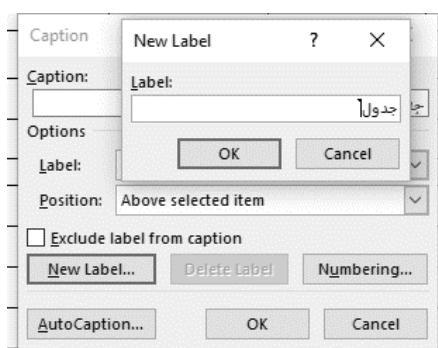 Caption
New Label ? ×
Caption:
Label:
جدول
Options
OK Cancel
Label:
Position: Above selected item
Exclude label from caption
New Label... Delete Label Numbering...
AutoCaption... OK Cancel